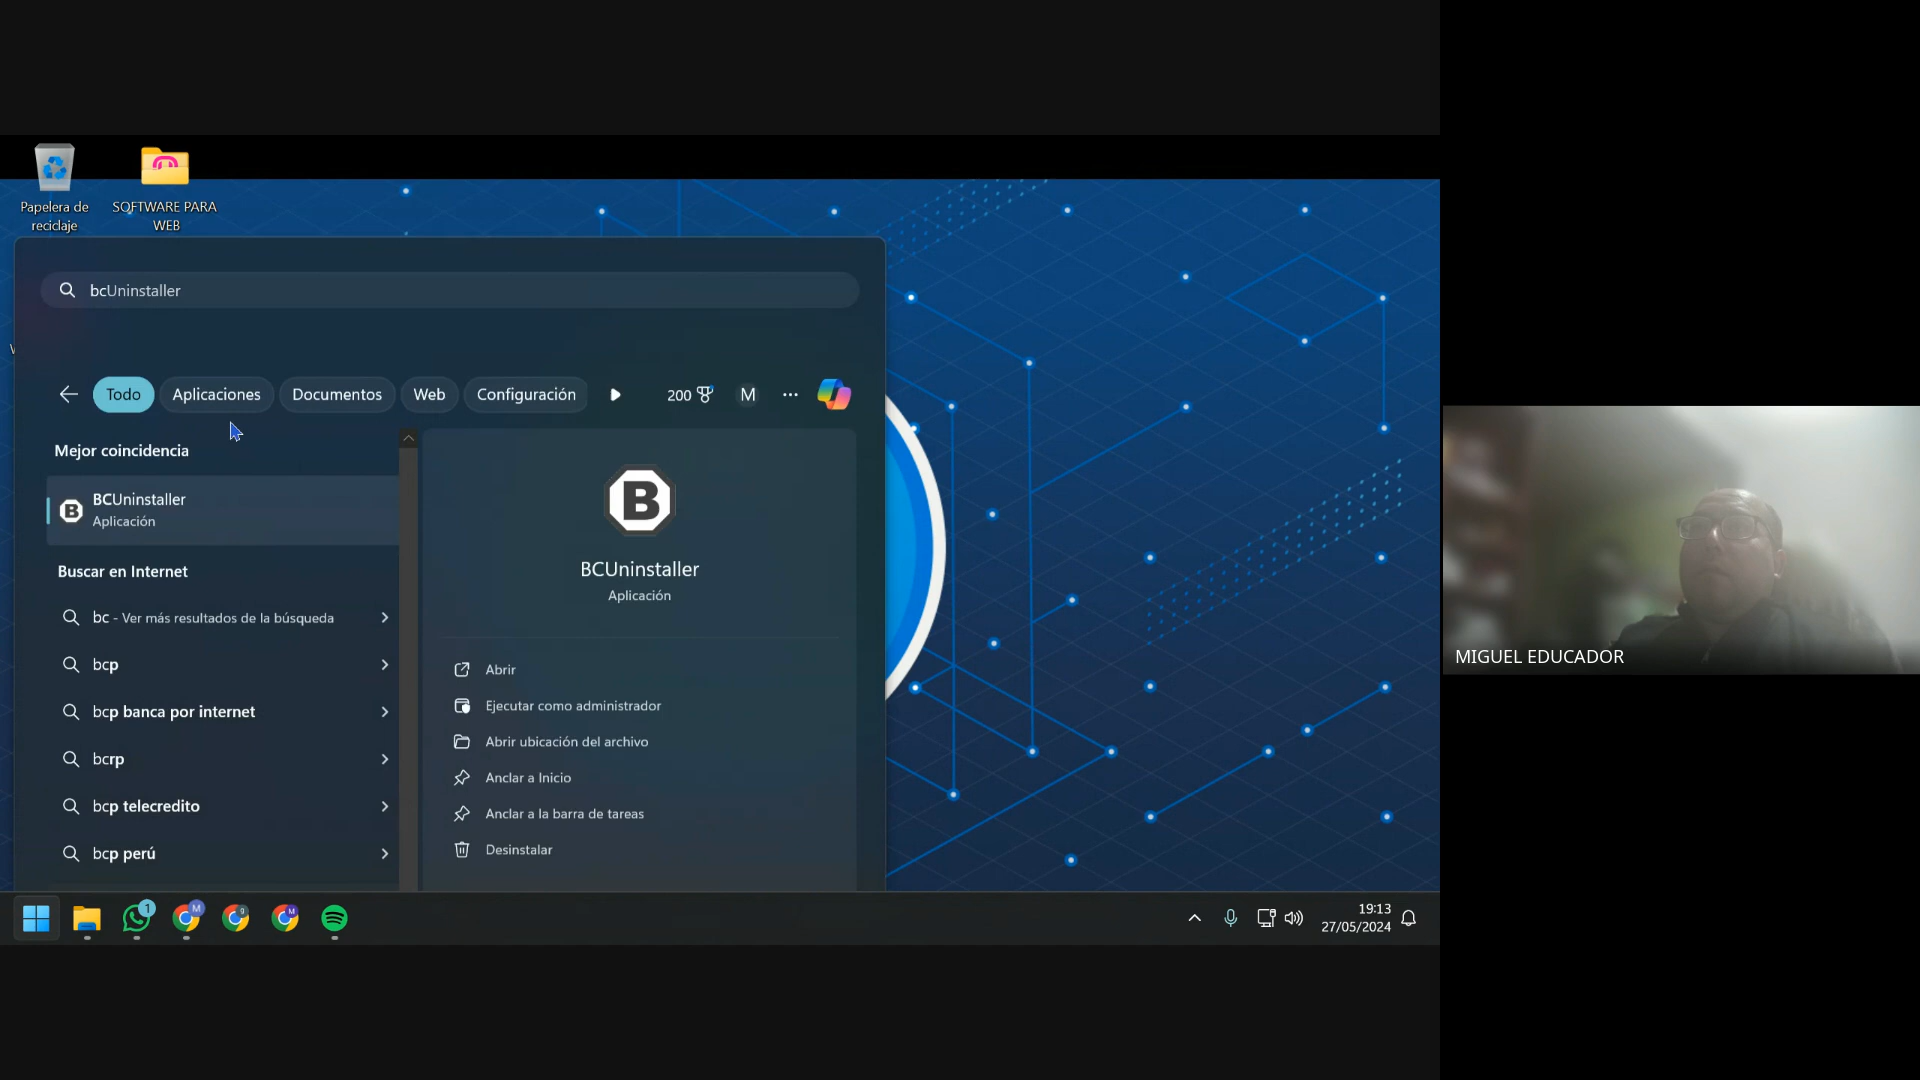 Papelera de
reciclaje
SOFTWARE PARA
WEB
bcUninstaller
Todo
Aplicaciones
Documentos
Web
Configuración
200
M
Mejor coincidencia
BCUninstaller
Aplicación
Buscar en Internet
bc - Ver más resultados de la búsqueda
bcp
bcp banca por internet
bcrp
bcp telecredito
bcp perú
B
BCUninstaller
Aplicación
Abrir
Ejecutar como administrador
Abrir ubicación del archivo
Anclar a Inicio
Anclar a la barra de tareas
Desinstalar
1
M
9
M
19:13
27/05/2024
MIGUEL EDUCADOR